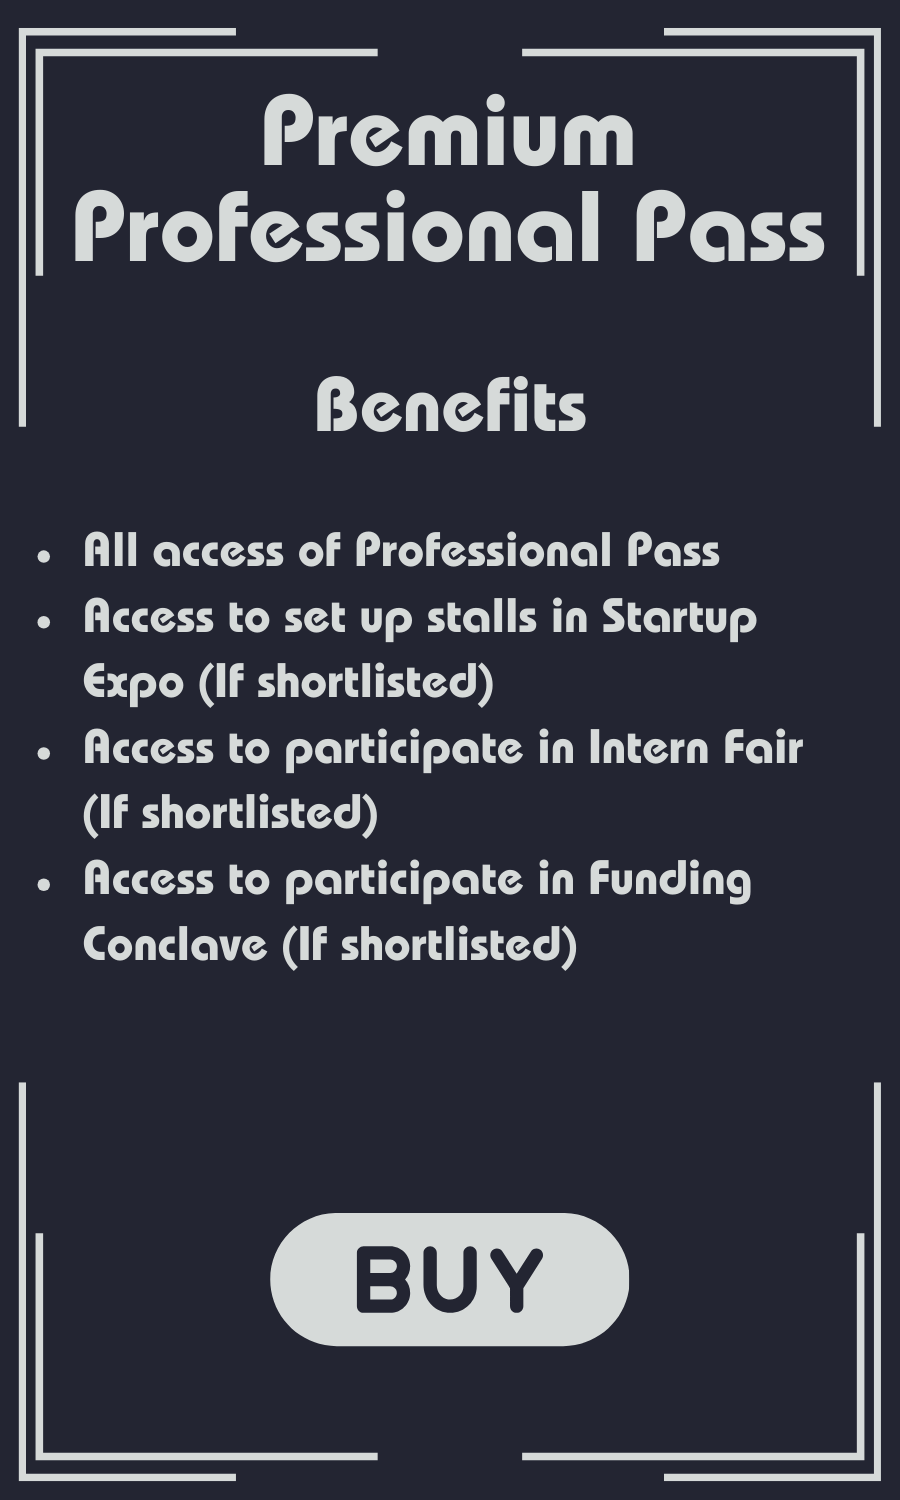 Premium
Professional Pass
Benefits
• All access of Professional Pass
• Access to set up stalls in Startup
Expo (If shortlisted)
• Access to participate in Intern Fair
(If shortlisted)
• Access to participate in Funding
Conclave (If shortlisted)
BUY